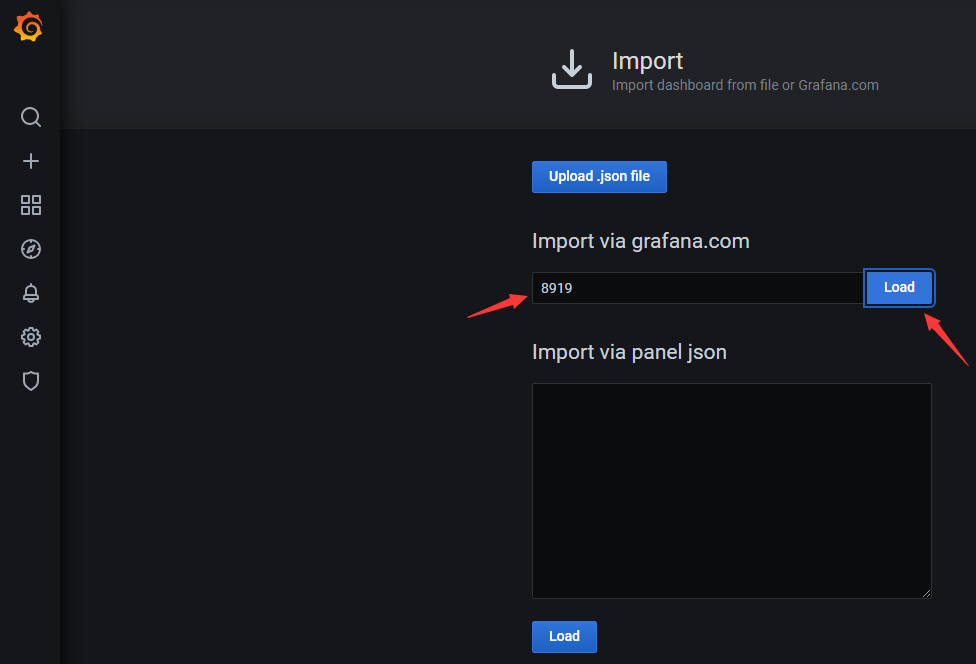 Import
Import dashboard from file or Grafana.com
Upload .json file
Import via grafana.com
8919
Load
Import via panel json
Load